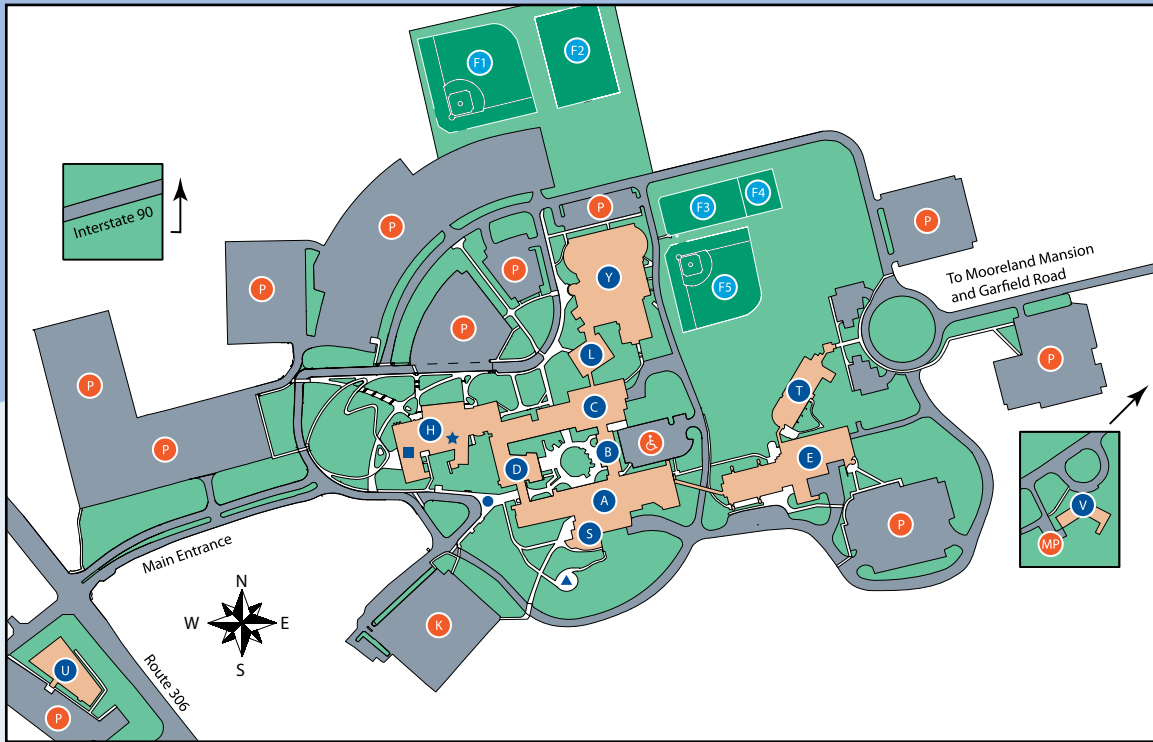 F1
F2
F3
F4
F5
Interstate 90
P
P
P
P
P
P
P
P
Y
To Mooreland Mansion
and Garfield Road
L
P
T
C
H
B
D
E
A
S
P
V
MP
Main Entrance
N
W
E
S
K
Route 306
U
P